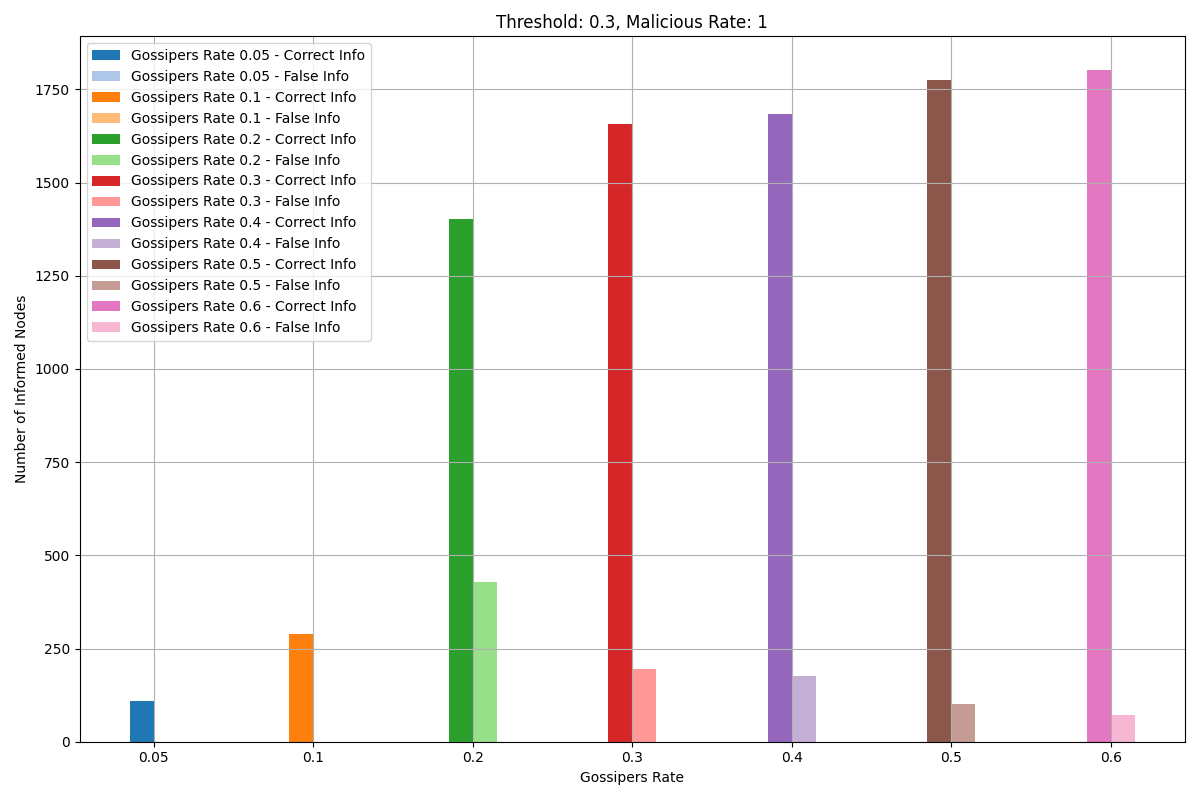 Threshold: 0.3, Malicious Rate: 1
Gossipers Rate 0.05 - Correct Info
Gossipers Rate 0.05 - False Info
Gossipers Rate 0.1 - Correct Info
Gossipers Rate 0.1 - False Info
Gossipers Rate 0.2 - Correct Info
Gossipers Rate 0.2 - False Info
Gossipers Rate 0.3 - Correct Info
Gossipers Rate 0.3 - False Info
Gossipers Rate 0.4 - Correct Info
Gossipers Rate 0.4 - False Info
Gossipers Rate 0.5 - Correct Info
Gossipers Rate 0.5 - False Info
Gossipers Rate 0.6 - Correct Info
Gossipers Rate 0.6 - False Info
Number of Informed Nodes
1750
1500
1250
1000
750
500
250
0
0.05 0.1 0.2 0.3 0.4 0.5 0.6
Gossipers Rate